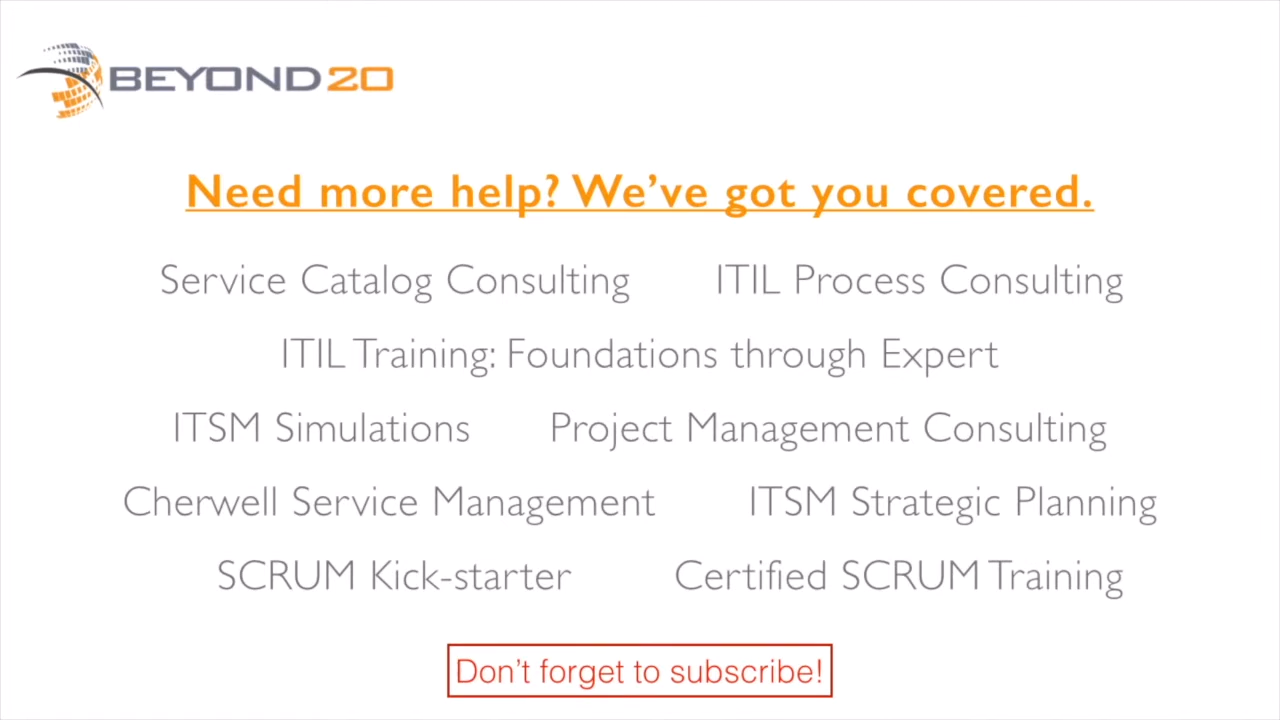 BEYOND20
Need more help? We’ve got you covered.
Service Catalog Consulting ITIL Process Consulting
ITIL Training: Foundations through Expert
ITSM Simulations Project Management Consulting
Cherwell Service Management ITSM Strategic Planning
SCRUM Kick-starter Certified SCRUM Training
Don’t forget to subscribe!